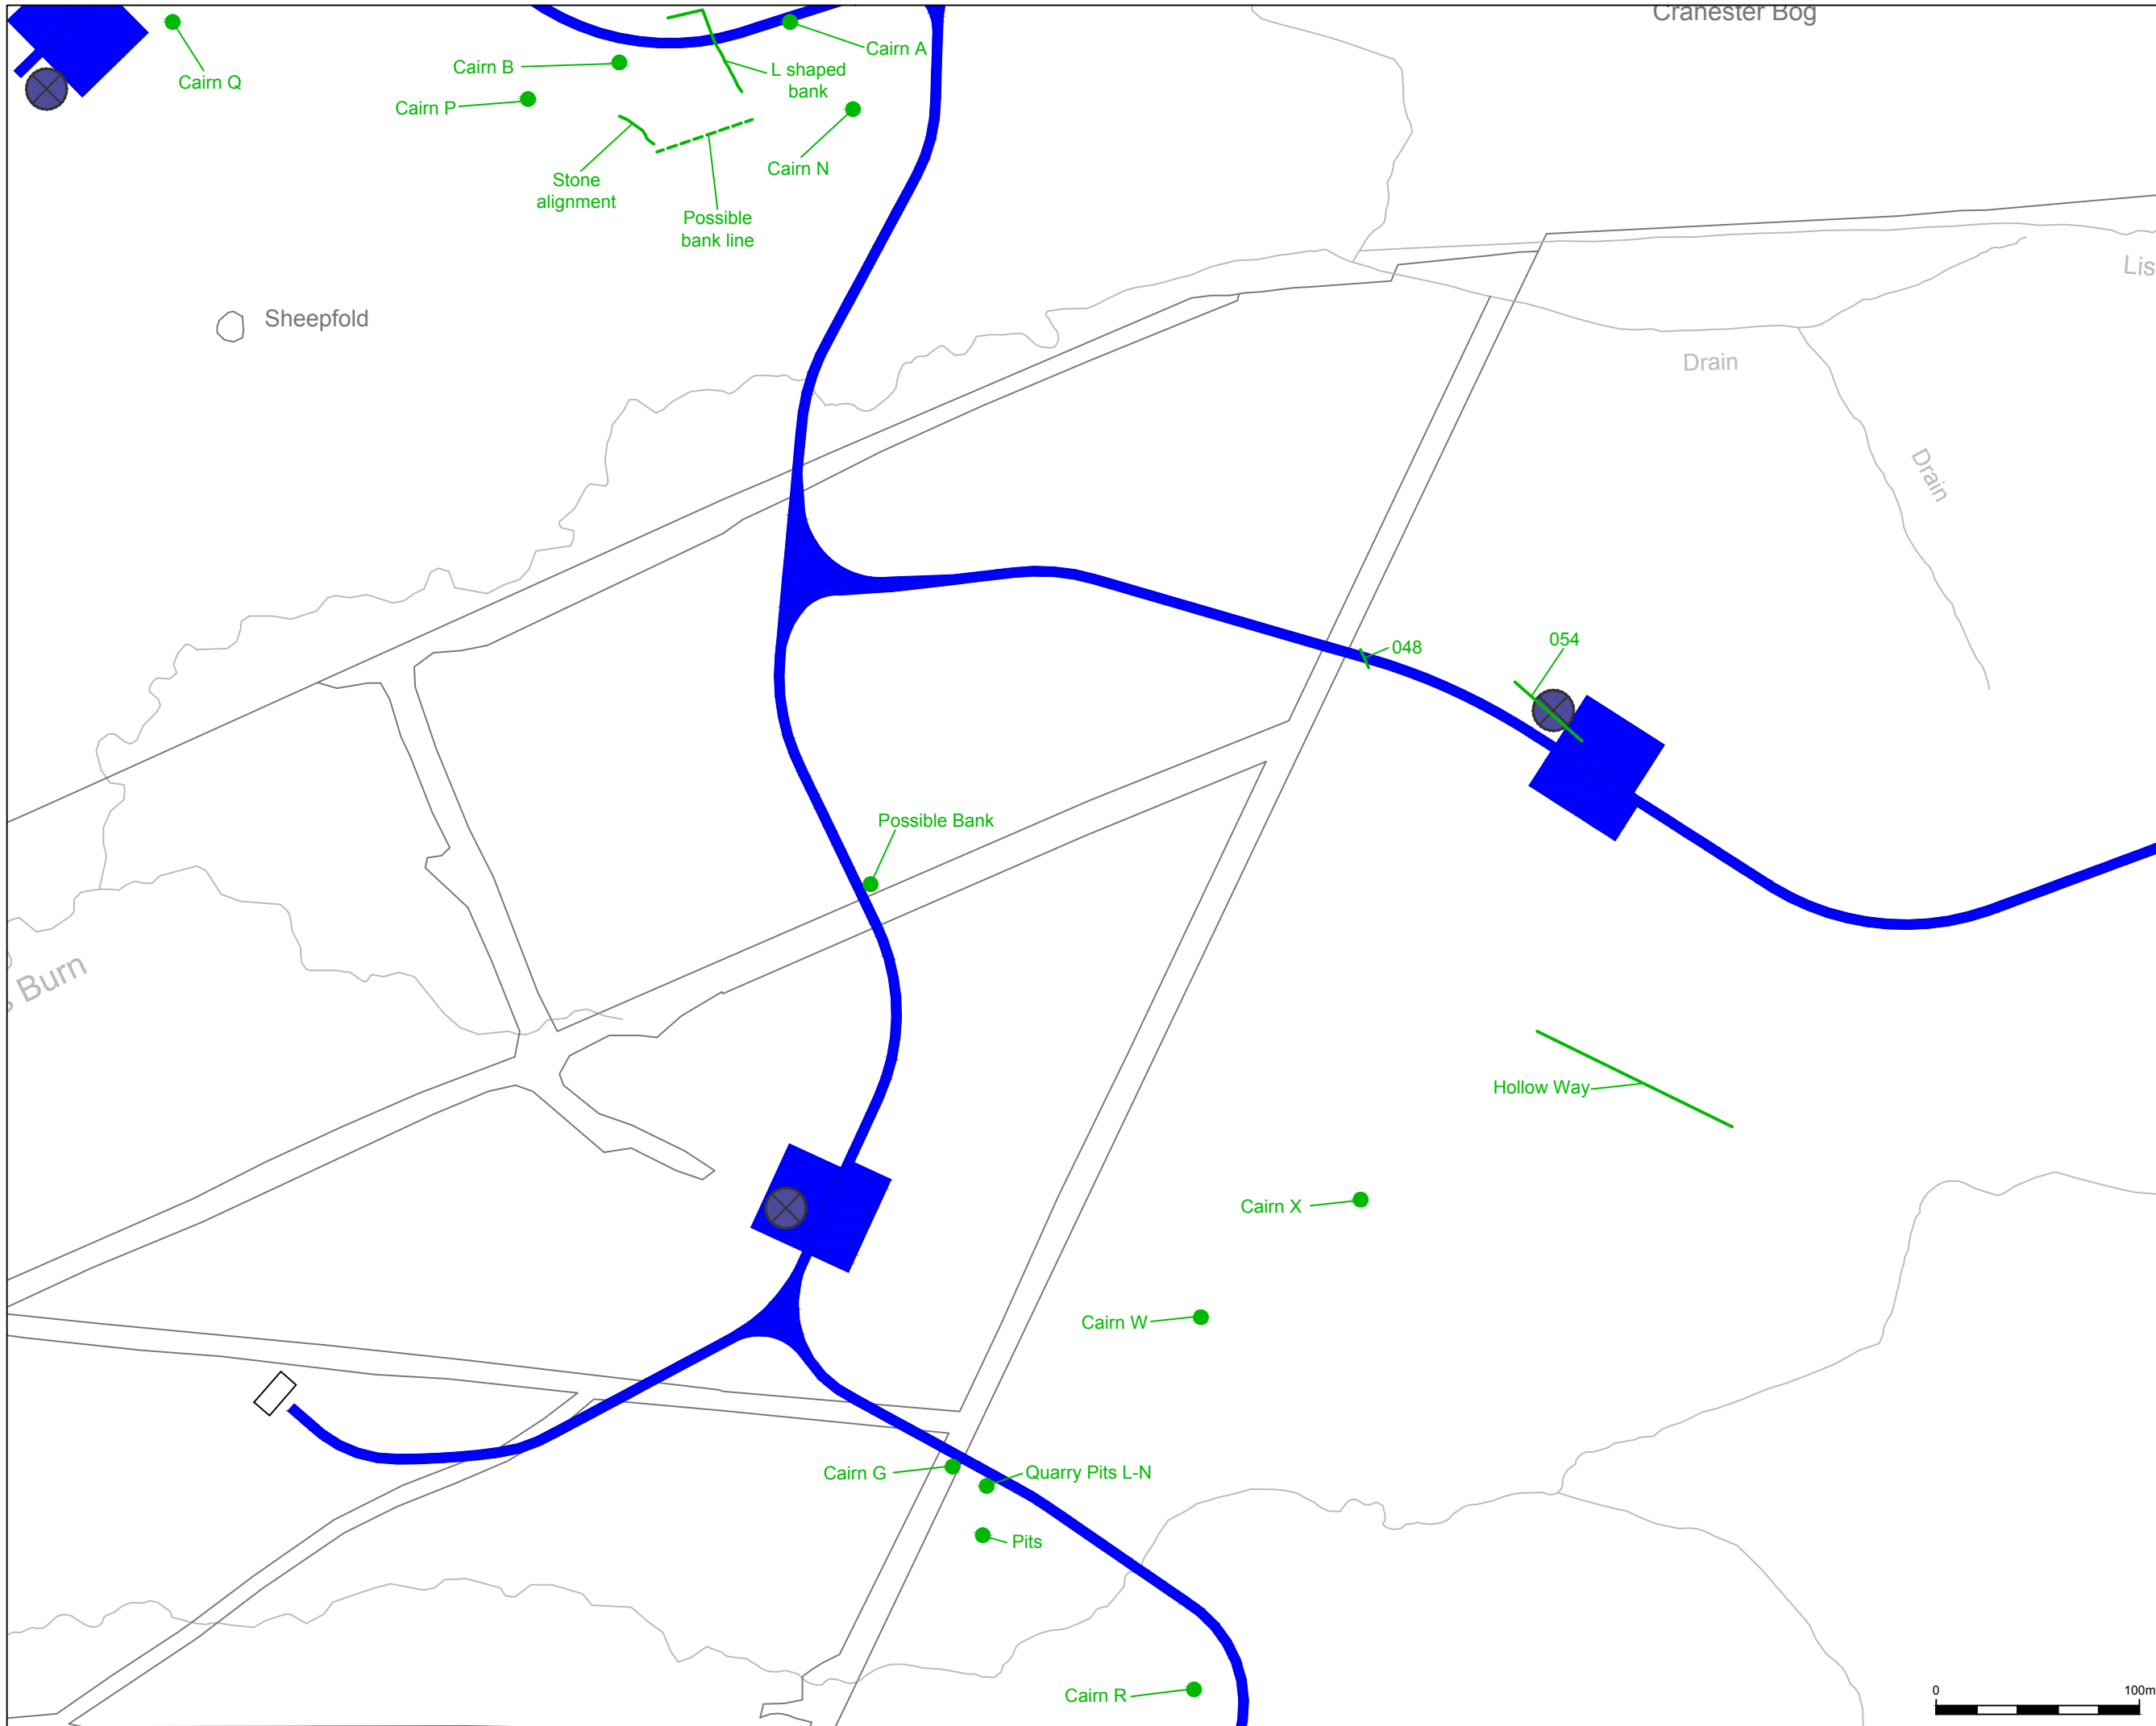 Cranester Bog
Cairn A
Cairn B
L shaped
bank
Cairn Q
Cairn P
Cairn N
Stone
alignment
Possible
bank line
Lis
Sheepfold
Drain
Drain
048
054
Possible Bank
Burn
Hollow Way
Cairn X
Cairn W
Cairn G
Quarry Pits L-N
Pits
Cairn R
0 100m